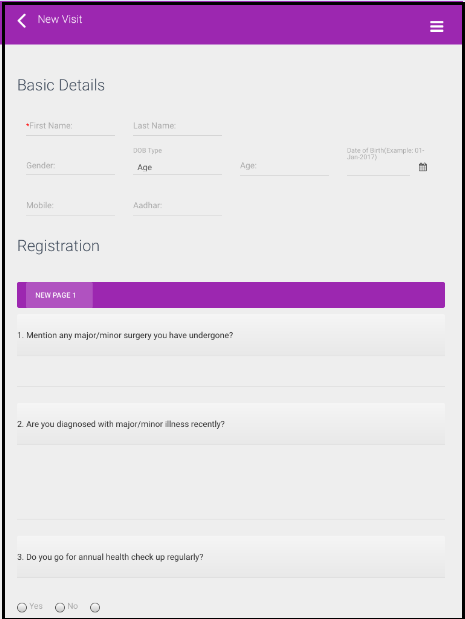 New Visit
Basic Details
*First Name:
Last Name:
DOB Type
Date of Birth(Example: 01-
Jan-2017)
Gender:
Age
Age:
Mobile:
Aadhar:
Registration
NEW PAGE 1
1. Mention any major/minor surgery you have undergone?
2. Are you diagnosed with major/minor illness recently?
3. Do you go for annual health check up regularly?
Yes
No